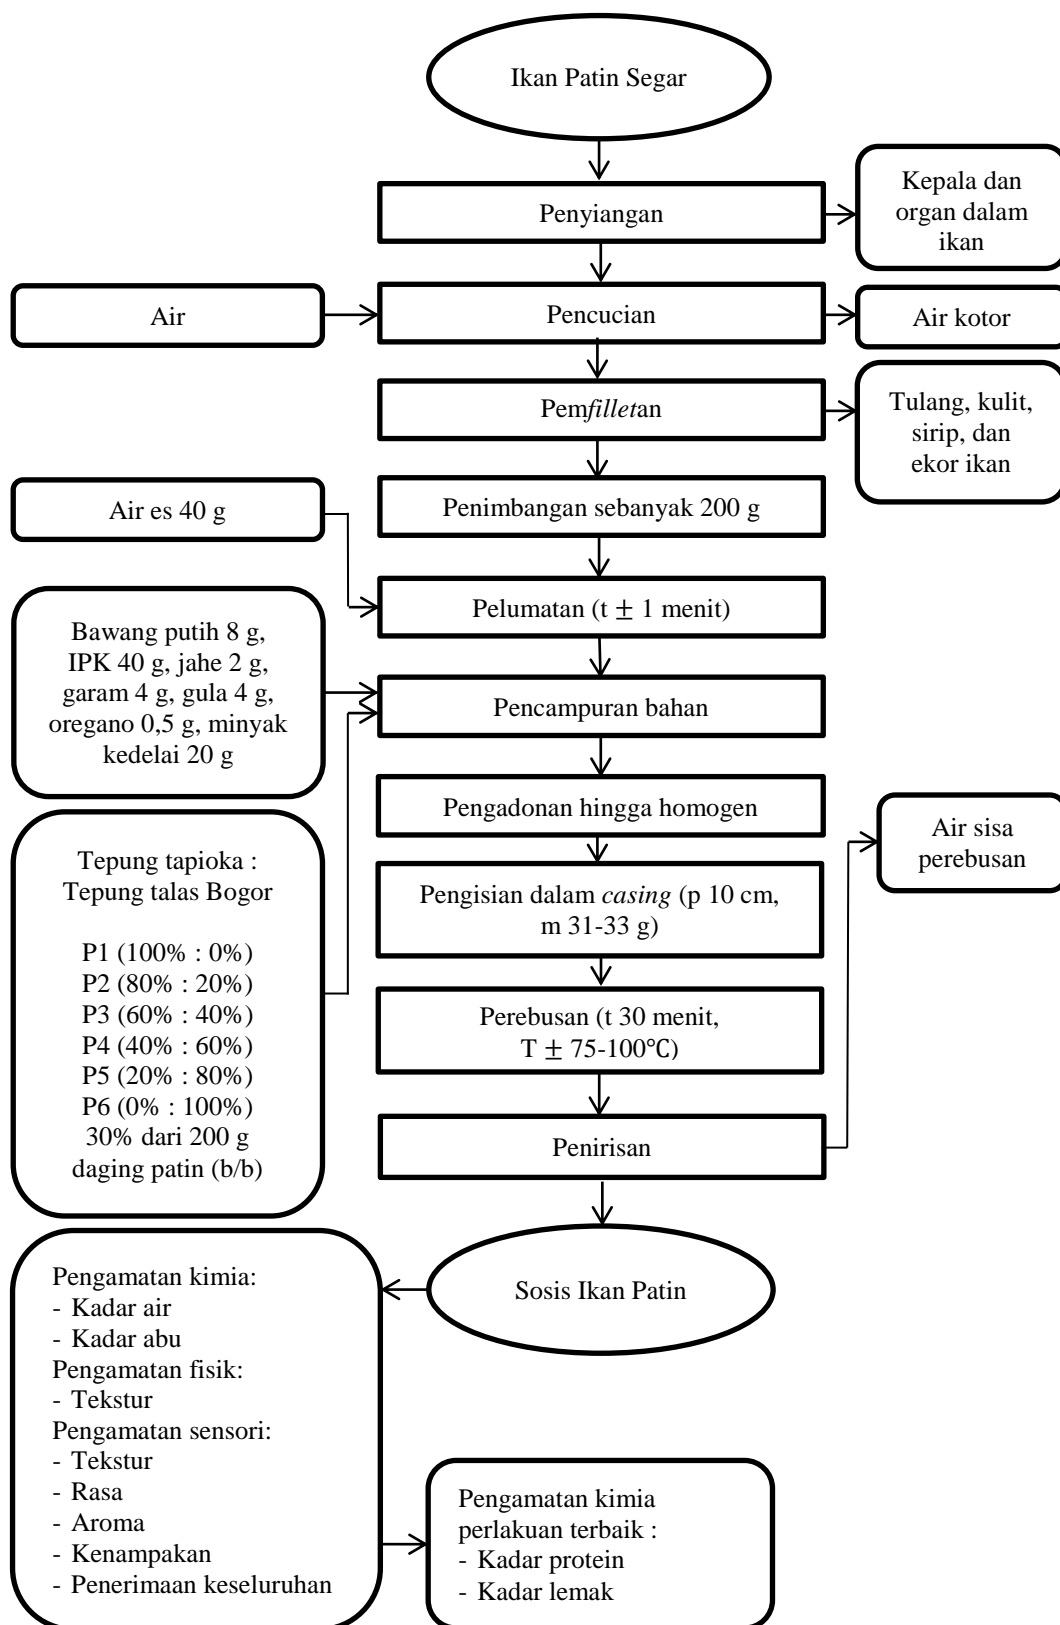 Ikan Patin Segar
Penyiangan
Kepala dan
organ dalam
ikan
Air
Pencucian
Air kotor
Pemfilletan
Tulang, kulit,
sirip, dan
ekor ikan
Air es 40 g
Penimbangan sebanyak 200 g
Pelumatan (t ± 1 menit)
Bawang putih 8 g,
IPK 40 g, jahe 2 g,
garam 4 g, gula 4 g,
oregano 0,5 g, minyak
kedelai 20 g
Pencampuran bahan
Pengadonan hingga homogen
Air sisa
perebusan
Tepung tapioka :
Tepung talas Bogor
P1 (100% : 0%)
P2 (80% : 20%)
P3 (60% : 40%)
P4 (40% : 60%)
P5 (20% : 80%)
P6 (0% : 100%)
30% dari 200 g
daging patin (b/b)
Pengisian dalam casing (p 10 cm,
m 31-33 g)
Perebusan (t 30 menit,
T ± 75-100℃)
Penirisan
Sosis Ikan Patin
Pengamatan kimia:
- Kadar air
- Kadar abu
Pengamatan fisik:
- Tekstur
Pengamatan sensori:
- Tekstur
- Rasa
- Aroma
- Kenampakan
- Penerimaan keseluruhan
Pengamatan kimia
perlakuan terbaik :
- Kadar protein
- Kadar lemak